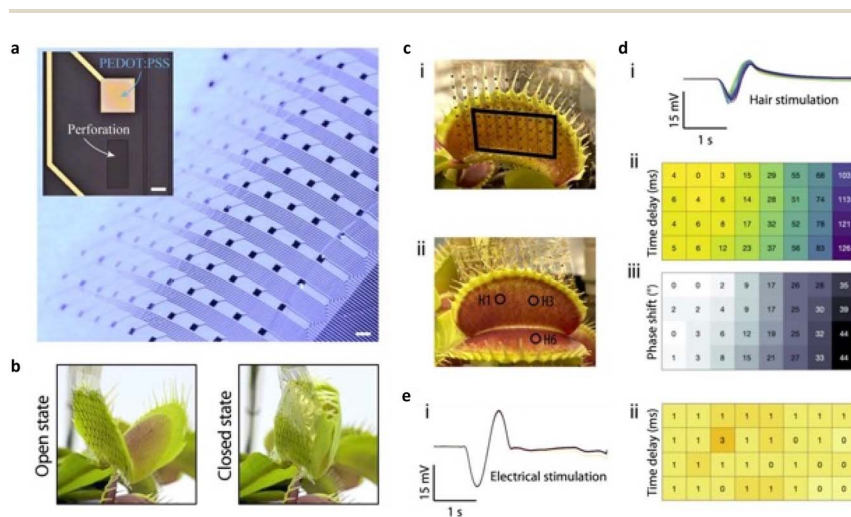 a
PEDOT:PSS
Perforation
b
Open state
Closed state
c
i
ii
H1
H3
H6
d
i
15 mV
1 s
Hair stimulation
ii
Time delay (ms)
4 0 3 15 29 55 68 103
6 4 6 14 28 51 74 113
4 6 8 17 32 52 78 121
5 6 12 23 37 56 83 126
iii
Phase shift (°)
0 0 2 9 17 26 28 35
2 2 4 9 17 25 30 39
0 3 6 12 19 25 32 44
1 3 8 15 21 27 33 44
e
i
15 mV
1 s
Electrical stimulation
ii
Time delay (ms)
1 1 1 1 1 1 1 1
1 1 3 1 1 0 1 0
1 1 1 1 0 1 0 0
1 1 0 1 1 1 0 0